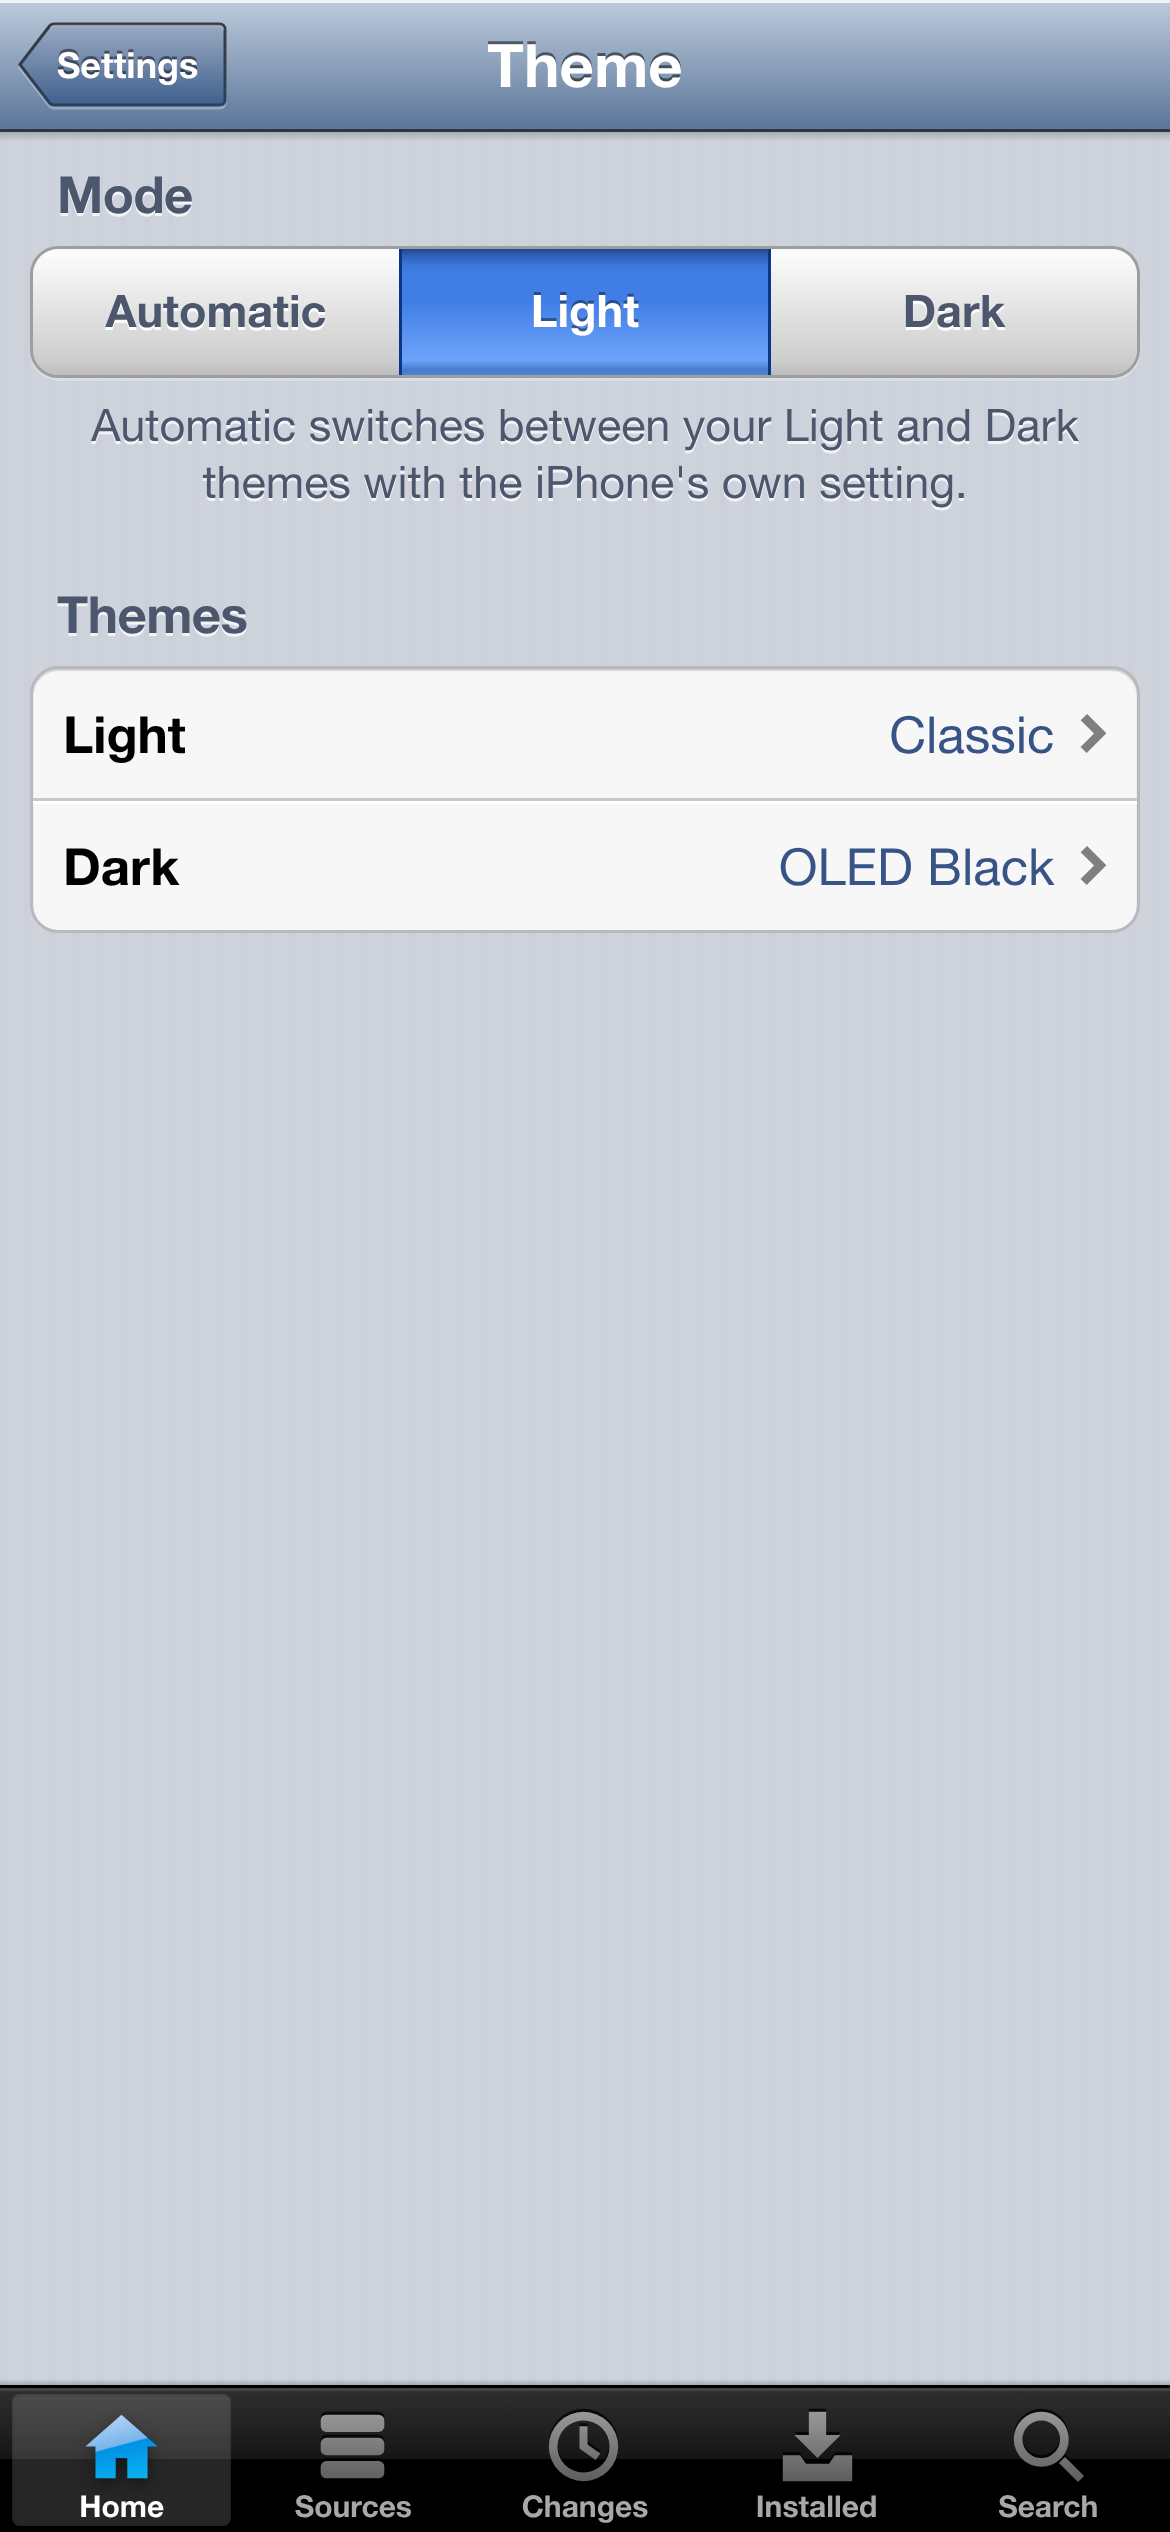 Settings
Theme
Mode
Automatic
Light
Dark
Automatic switches between your Light and Dark
themes with the iPhone's own setting.
Themes
Light
Classic
Dark
OLED Black
Home
Sources
Changes
Installed
Search